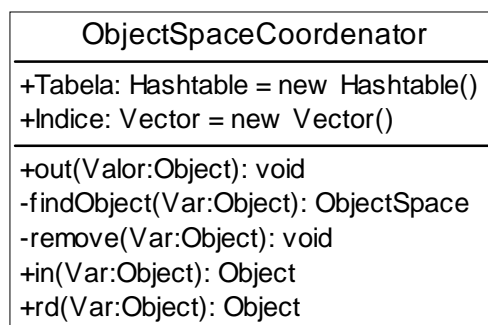 ObjectSpaceCoordenator
+Tabela: Hashtable = new Hashtable()
+Indice: Vector = new Vector()
+out(Valor:Object): void
-findObject(Var:Object): ObjectSpace
-remove(Var:Object): void
+in(Var:Object): Object
+rd(Var:Object): Object